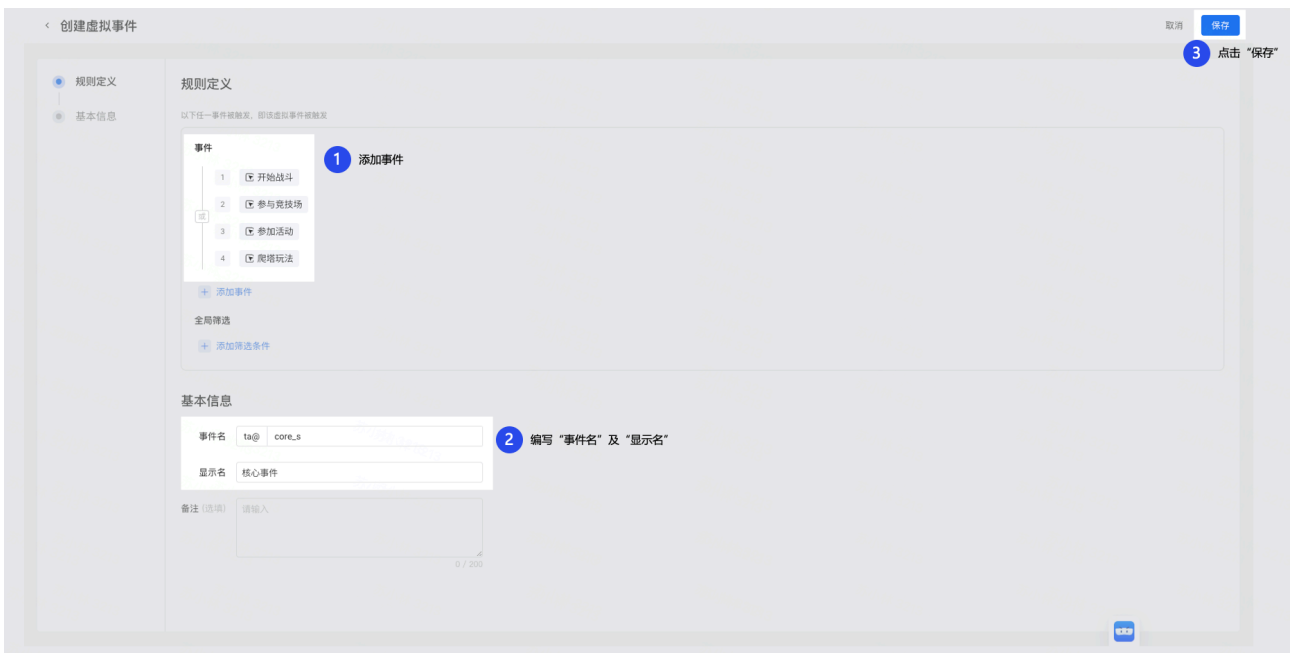 创建虚拟事件
取消
保存
3 点击“保存”
规则定义
基本信息
规则定义
以下任一事件被触发，即该虚拟事件被触发
事件
1 添加事件
1 开始战斗
2 参与竞技场
或
3 参加活动
4 爬塔玩法
+ 添加事件
全局筛选
+ 添加筛选条件
基本信息
事件名 ta@ core_s
2 编写“事件名”及“显示名”
显示名 核心事件
备注 (选填) 请输入
0 / 200